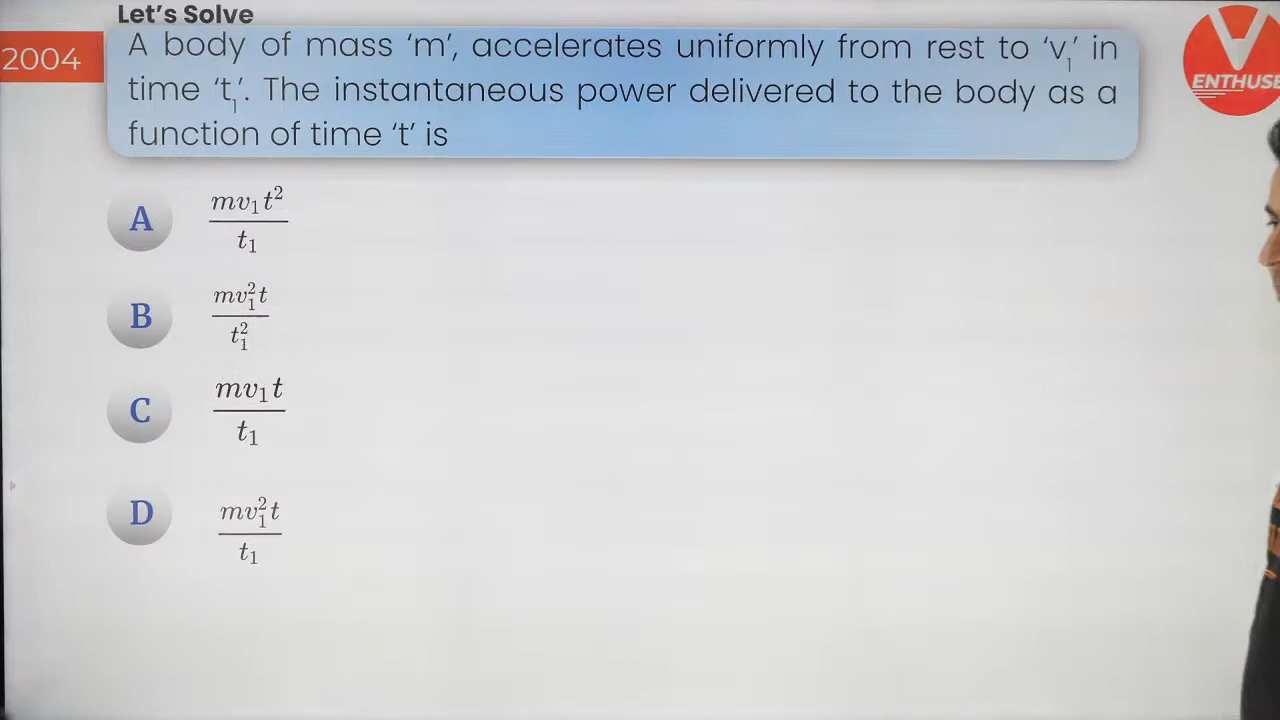 Let's Solve
2004
A body of mass ‘m’, accelerates uniformly from rest to ‘v₁’ in
time ‘t₁’. The instantaneous power delivered to the body as a
function of time ‘t’ is
A mv₁t²/t₁
B mv₁²t/t₁²
C mv₁t/t₁
D mv₁²t/t₁
V
ENTHUSE